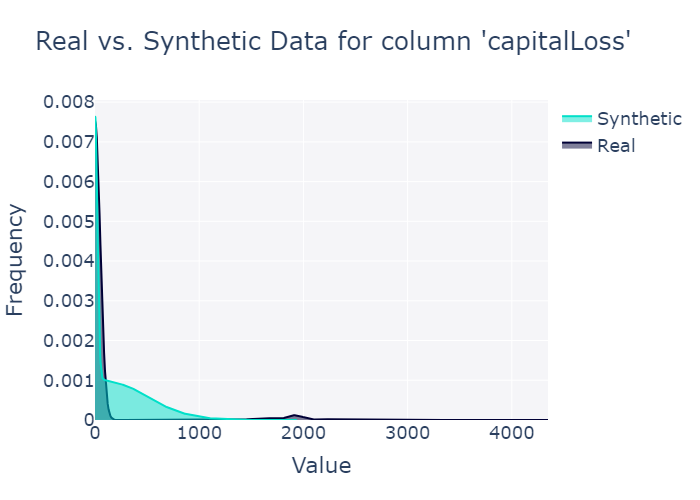 Real vs. Synthetic Data for column 'capitalLoss'
Synthetic
Real
0.008
0.007
0.006
0.005
0.004
0.003
0.002
0.001
0
0
1000
2000
3000
4000
Frequency
Value